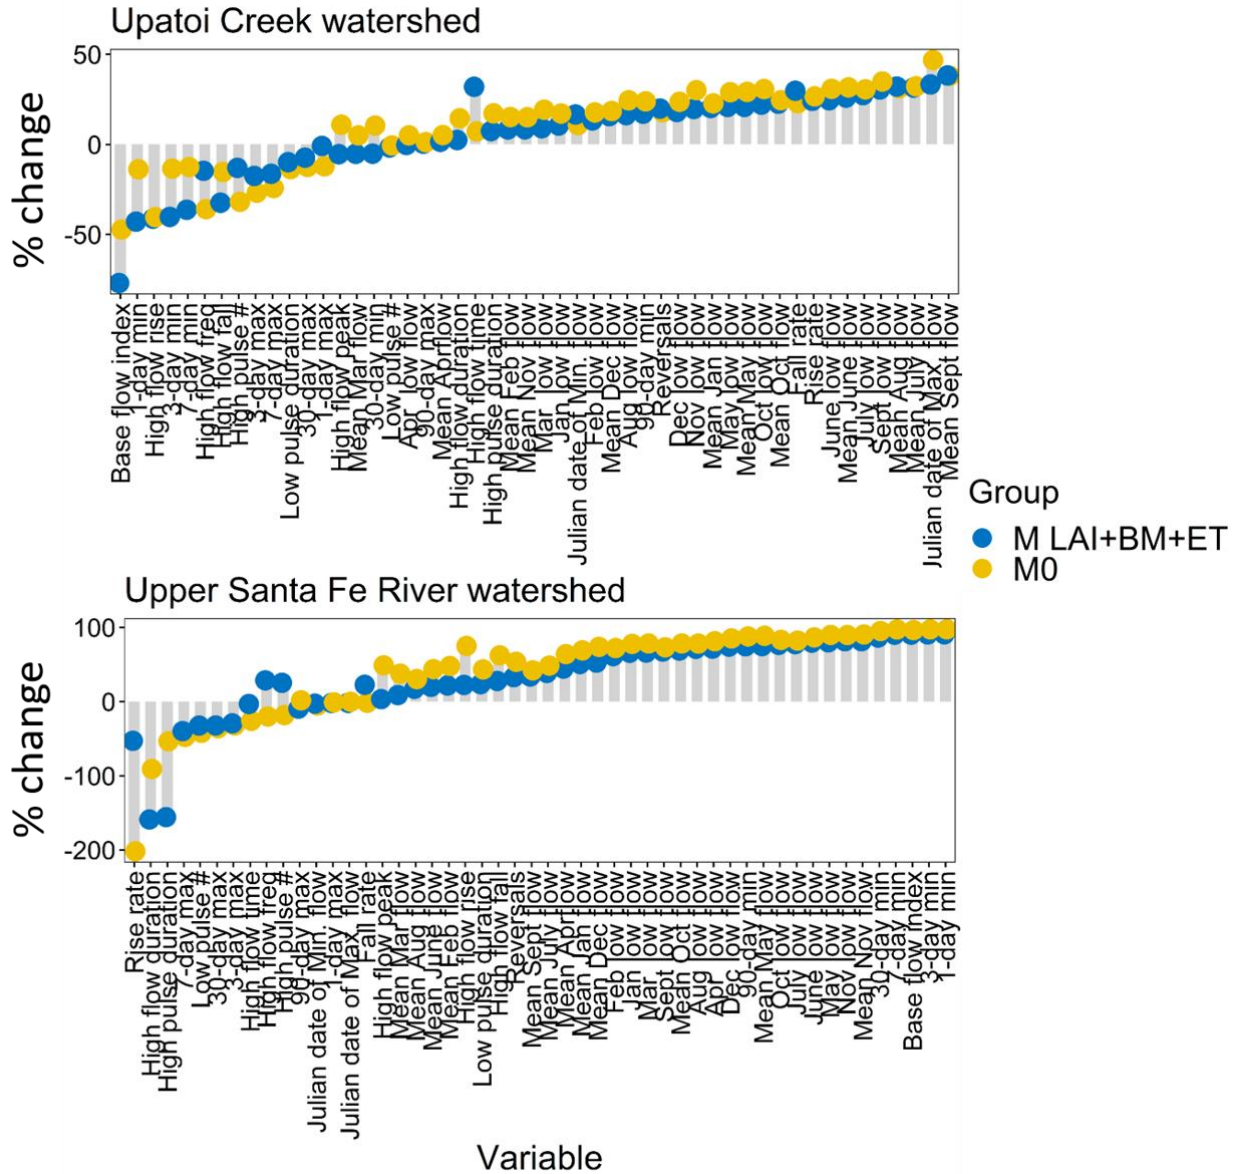 Upatoi Creek watershed
% change
50
0
-50
Base flow index
1-day min
High flow rise
3-day min
7-day min
High flow freq
High flow fall
High pulse #
3-day max
7-day max
Low pulse duration
30-day max
1-day max
High flow peak
Mean Mar flow
30-day min
Low pulse #
Apr low flow
90-day max
Mean Aprflow
High flow duration
High flow time
High pulse duration
Mean Feb flow
Mean Nov flow
Mar low flow
Jan low flow
Julian date of Min. flow
Feb low flow
Mean Dec flow
Aug low flow
90-day min
Reversals
Dec low flow
Nov low flow
Mean Jan flow
May low flow
Mean May flow
Oct low flow
Mean Oct flow
Fall rate
Rise rate
June low flow
Mean June flow
July low flow
Sept low flow
Mean Aug flow
Mean July flow
Julian date of Max. flow
Mean Sept flow
Group
M LAI+BM+ET
M0
Upper Santa Fe River watershed
% change
100
0
-100
-200
Rise rate
High flow duration
High pulse duration
7-day max
Low pulse #
30-day max
3-day max
High flow time
High flow freq
High pulse #
90-day max
Julian date of Min. flow
1-day max
Julian date of Max. flow
Fall rate
High flow peak
Mean Mar flow
Mean Aug flow
Mean June flow
Mean Feb flow
High flow rise
Low pulse duration
High flow fall
Reversals
Mean Sept flow
Mean July flow
Mean Apr flow
Mean Jan flow
Mean Dec flow
Feb low flow
Jan low flow
Mar low flow
Sept low flow
Mean Oct flow
Aug low flow
Apr low flow
Dec low flow
90-day min
Mean May flow
Oct low flow
July low flow
June low flow
May low flow
Nov low flow
Mean Nov flow
30-day min
7-day min
Base flow index
3-day min
1-day min
Variable